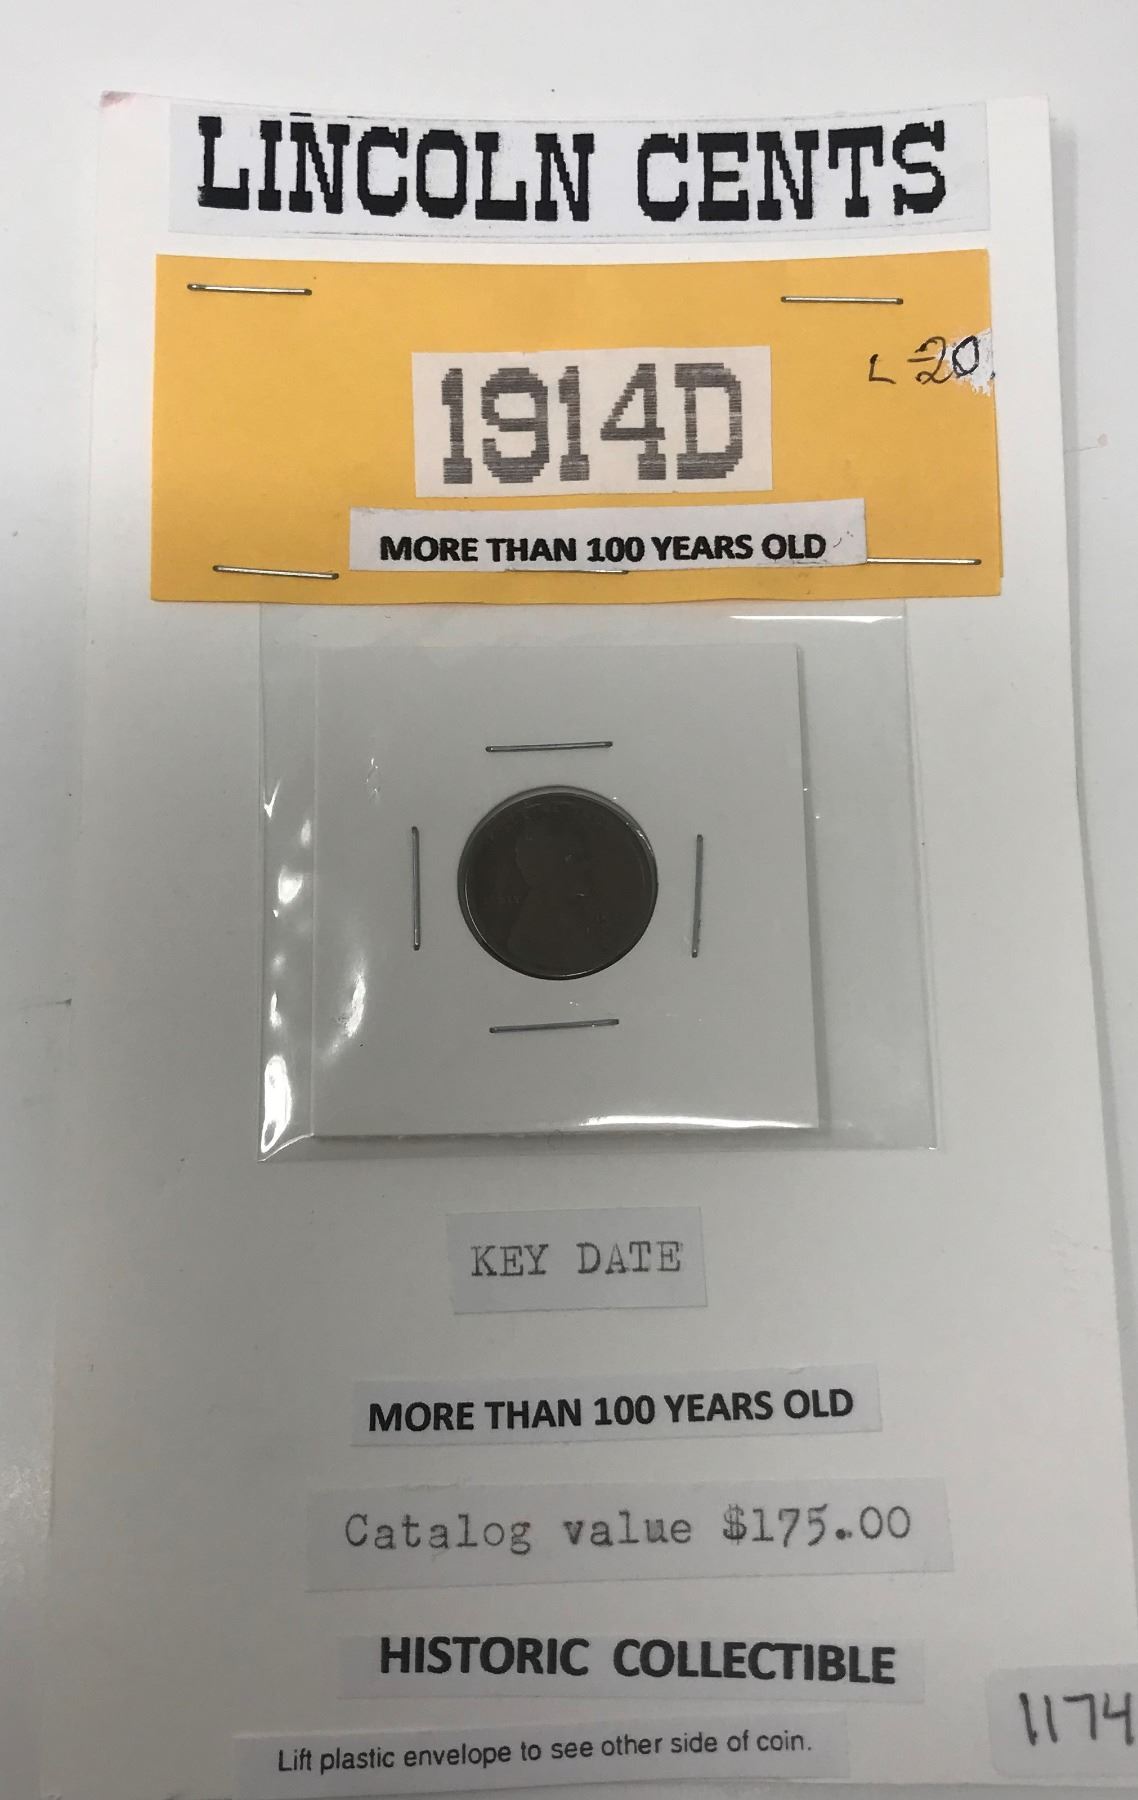 LINCOLN CENTS
L-20
1914D
MORE THAN 100 YEARS OLD
KEY DATE
MORE THAN 100 YEARS OLD
Catalog value $175.00
HISTORIC COLLECTIBLE
1174
Lift plastic envelope to see other side of coin.